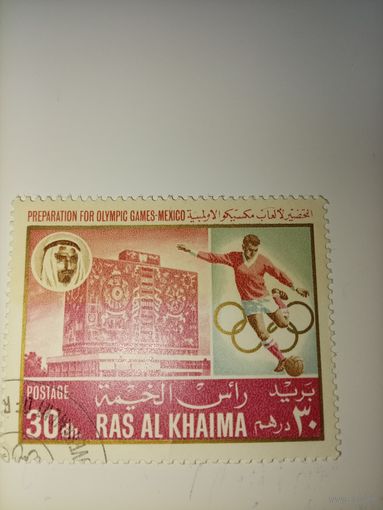 PREPARATION FOR OLYMPIC GAMES-MEXICO التحضير لألعاب مكسيكو الأولمبية
POSTAGE بريد
رأس الخيمة
30 Dh. ٣٠ درهم
RAS AL KHAIMA